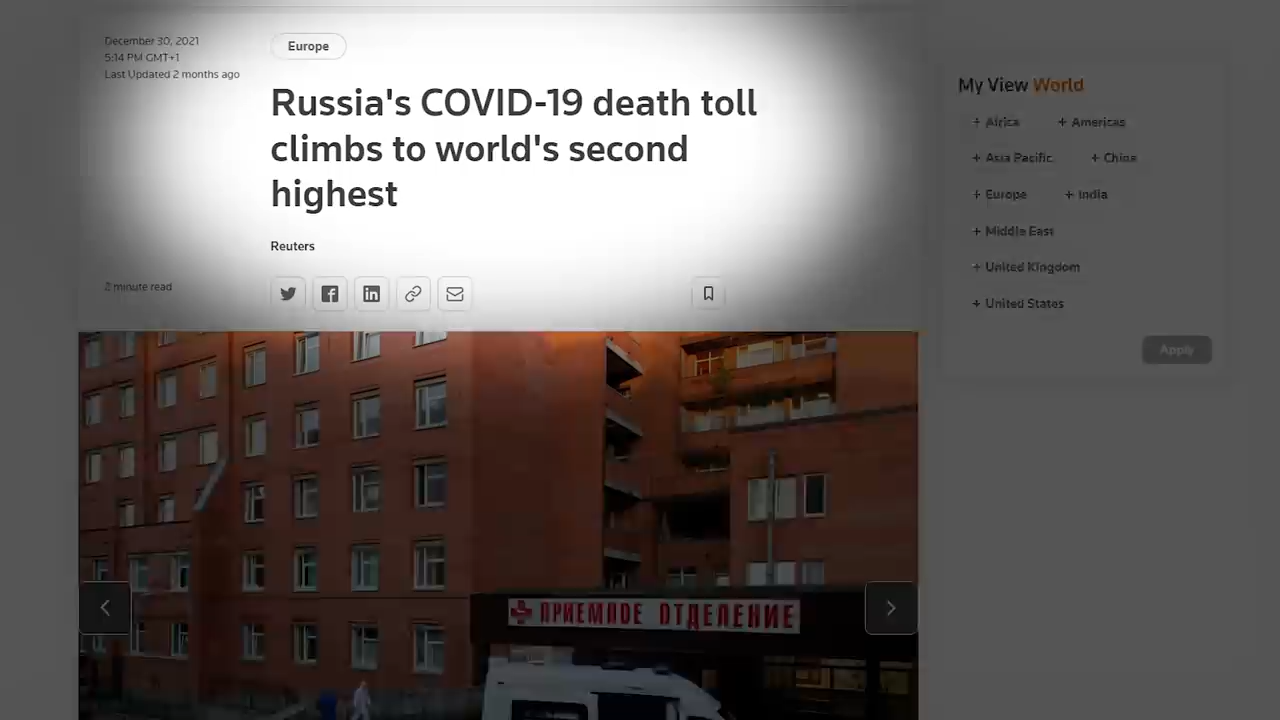 December 30, 2021
5:14 PM GMT+1
Last Updated 2 months ago
Europe
Russia's COVID-19 death toll
climbs to world's second
highest
Reuters
2 minute read
My View World
+ Africa + Americas
+ Asia Pacific + China
+ Europe + India
+ Middle East
+ United Kingdom
+ United States
Apply
ПРИЕМНОЕ ОТДЕЛЕНИЕ